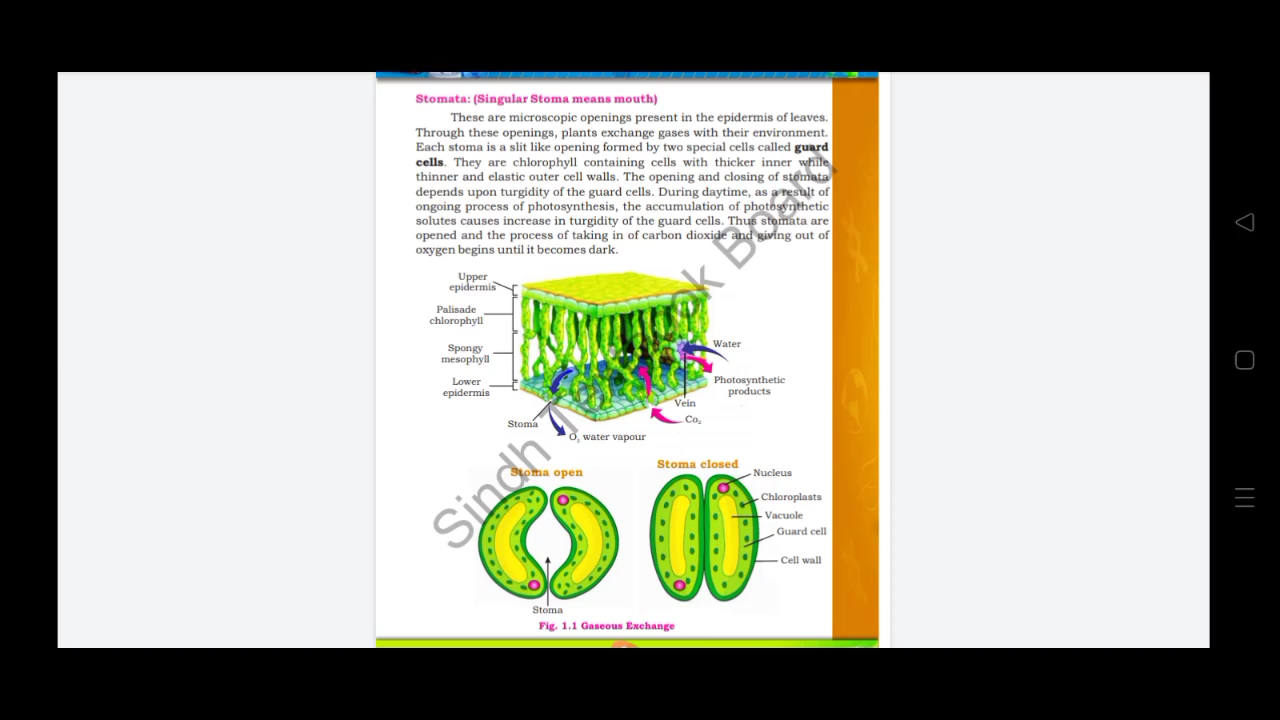 Stomata: (Singular Stoma means mouth)
These are microscopic openings present in the epidermis of leaves.
Through these openings, plants exchange gases with their environment.
Each stoma is a slit like opening formed by two special cells called guard
cells. They are chlorophyll containing cells with thicker inner while
thinner and elastic outer cell walls. The opening and closing of stomata
depends upon turgidity of the guard cells. During daytime, as a result of
ongoing process of photosynthesis, the accumulation of photosynthetic
solutes causes increase in turgidity of the guard cells. Thus stomata are
opened and the process of taking in of carbon dioxide and giving out of
oxygen begins until it becomes dark.
Upper
epidermis
Palisade
chlorophyll
Spongy
mesophyll
Lower
epidermis
Stoma
O₂ water vapour
Water
Photosynthetic
products
Vein
Co₂
Stoma open
Stoma
Stoma closed
Nucleus
Chloroplasts
Vacuole
Guard cell
Cell wall
Fig. 1.1 Gaseous Exchange
Sindh Board